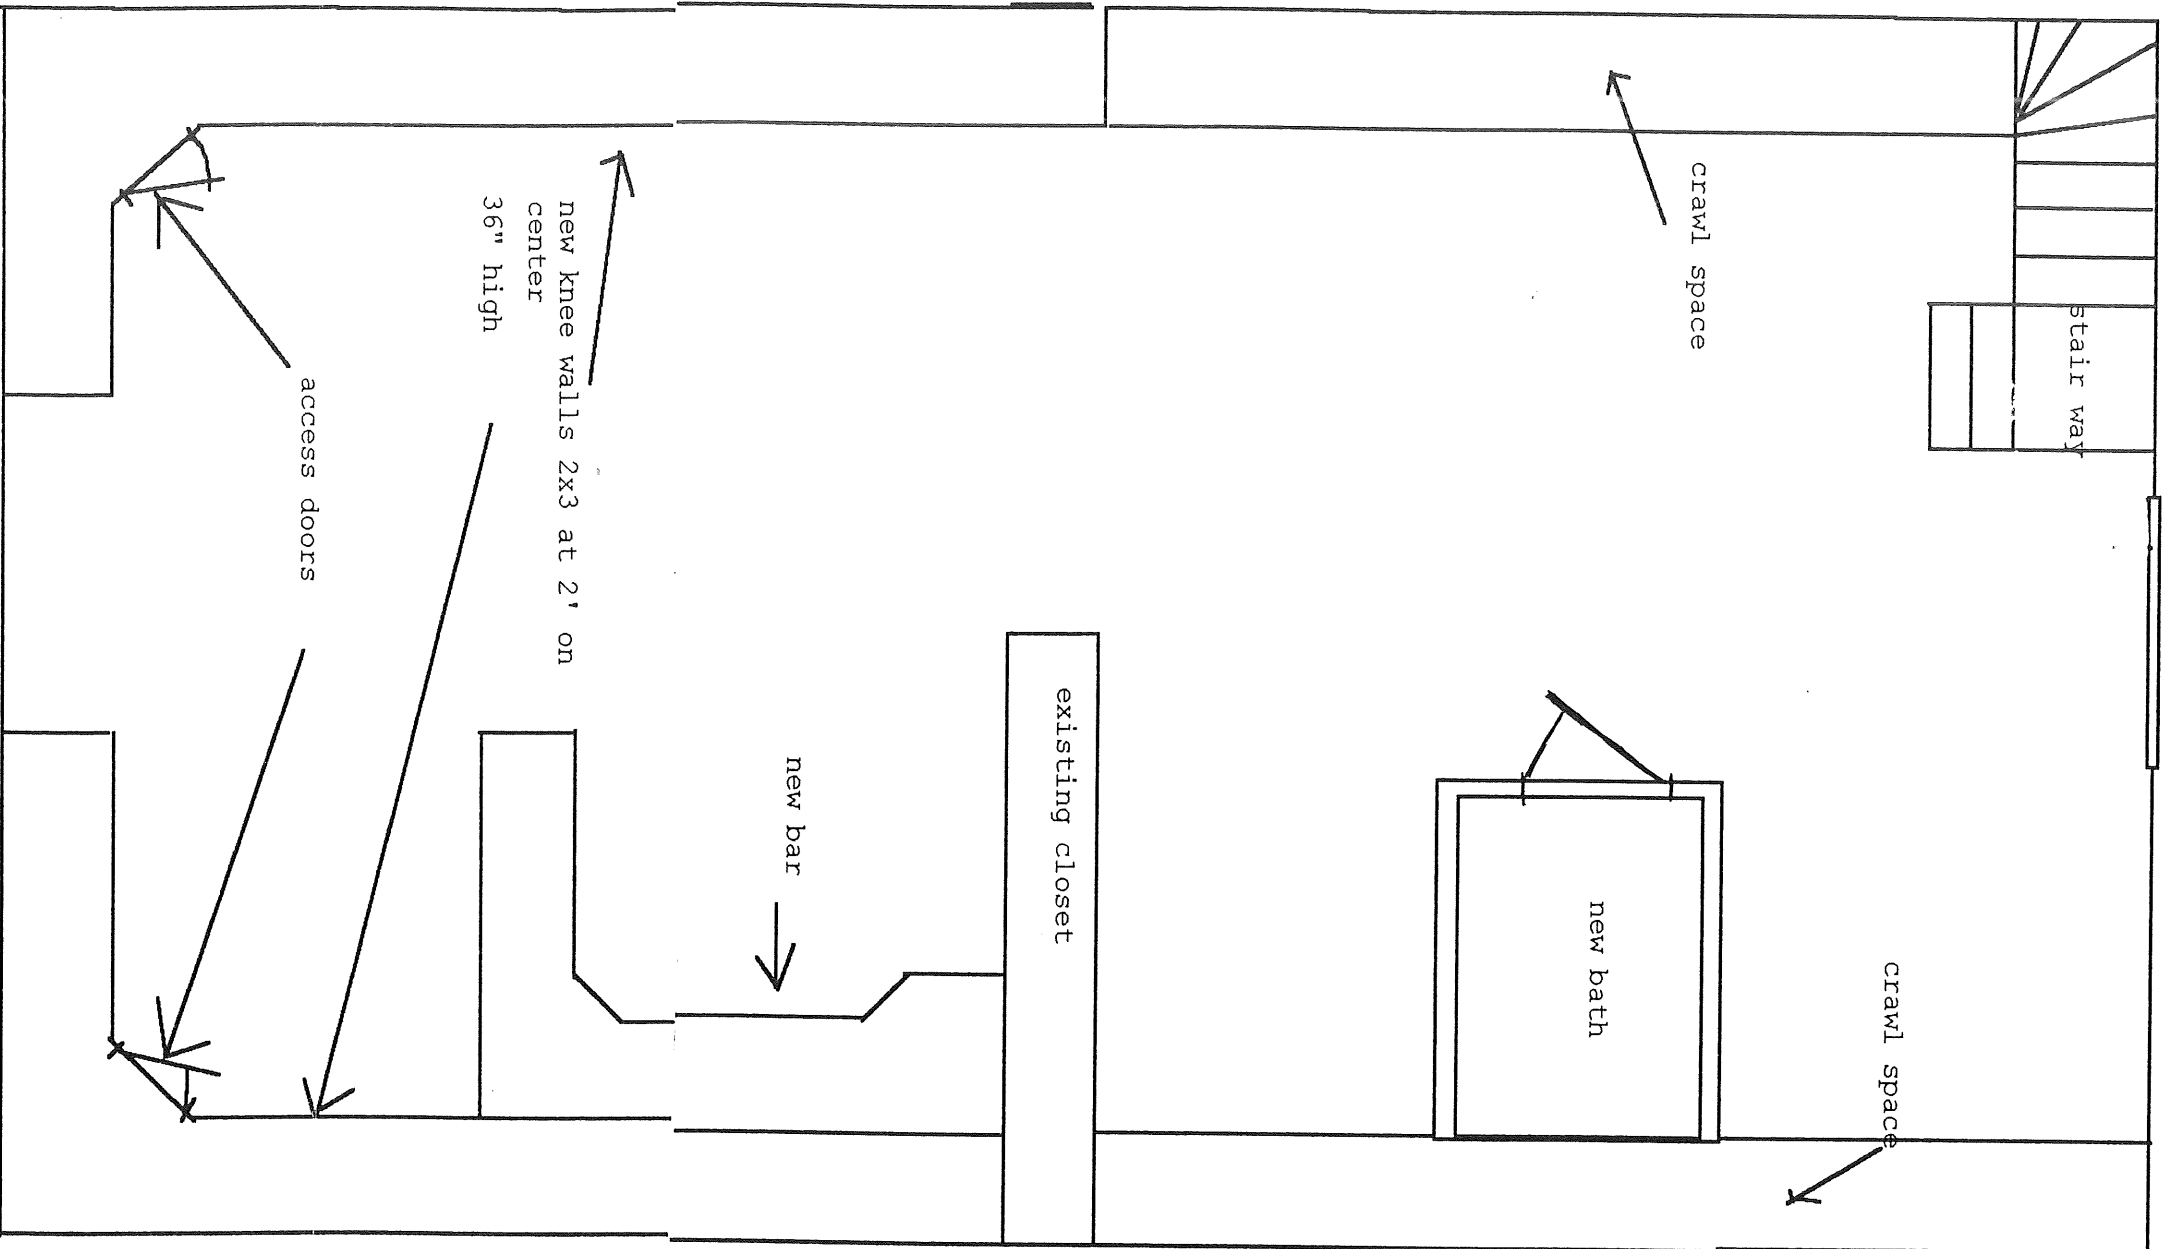 stair way
crawl space
crawl space
new bath
existing closet
new bar
new knee walls 2x3 at 2' on
center
36" high
access doors